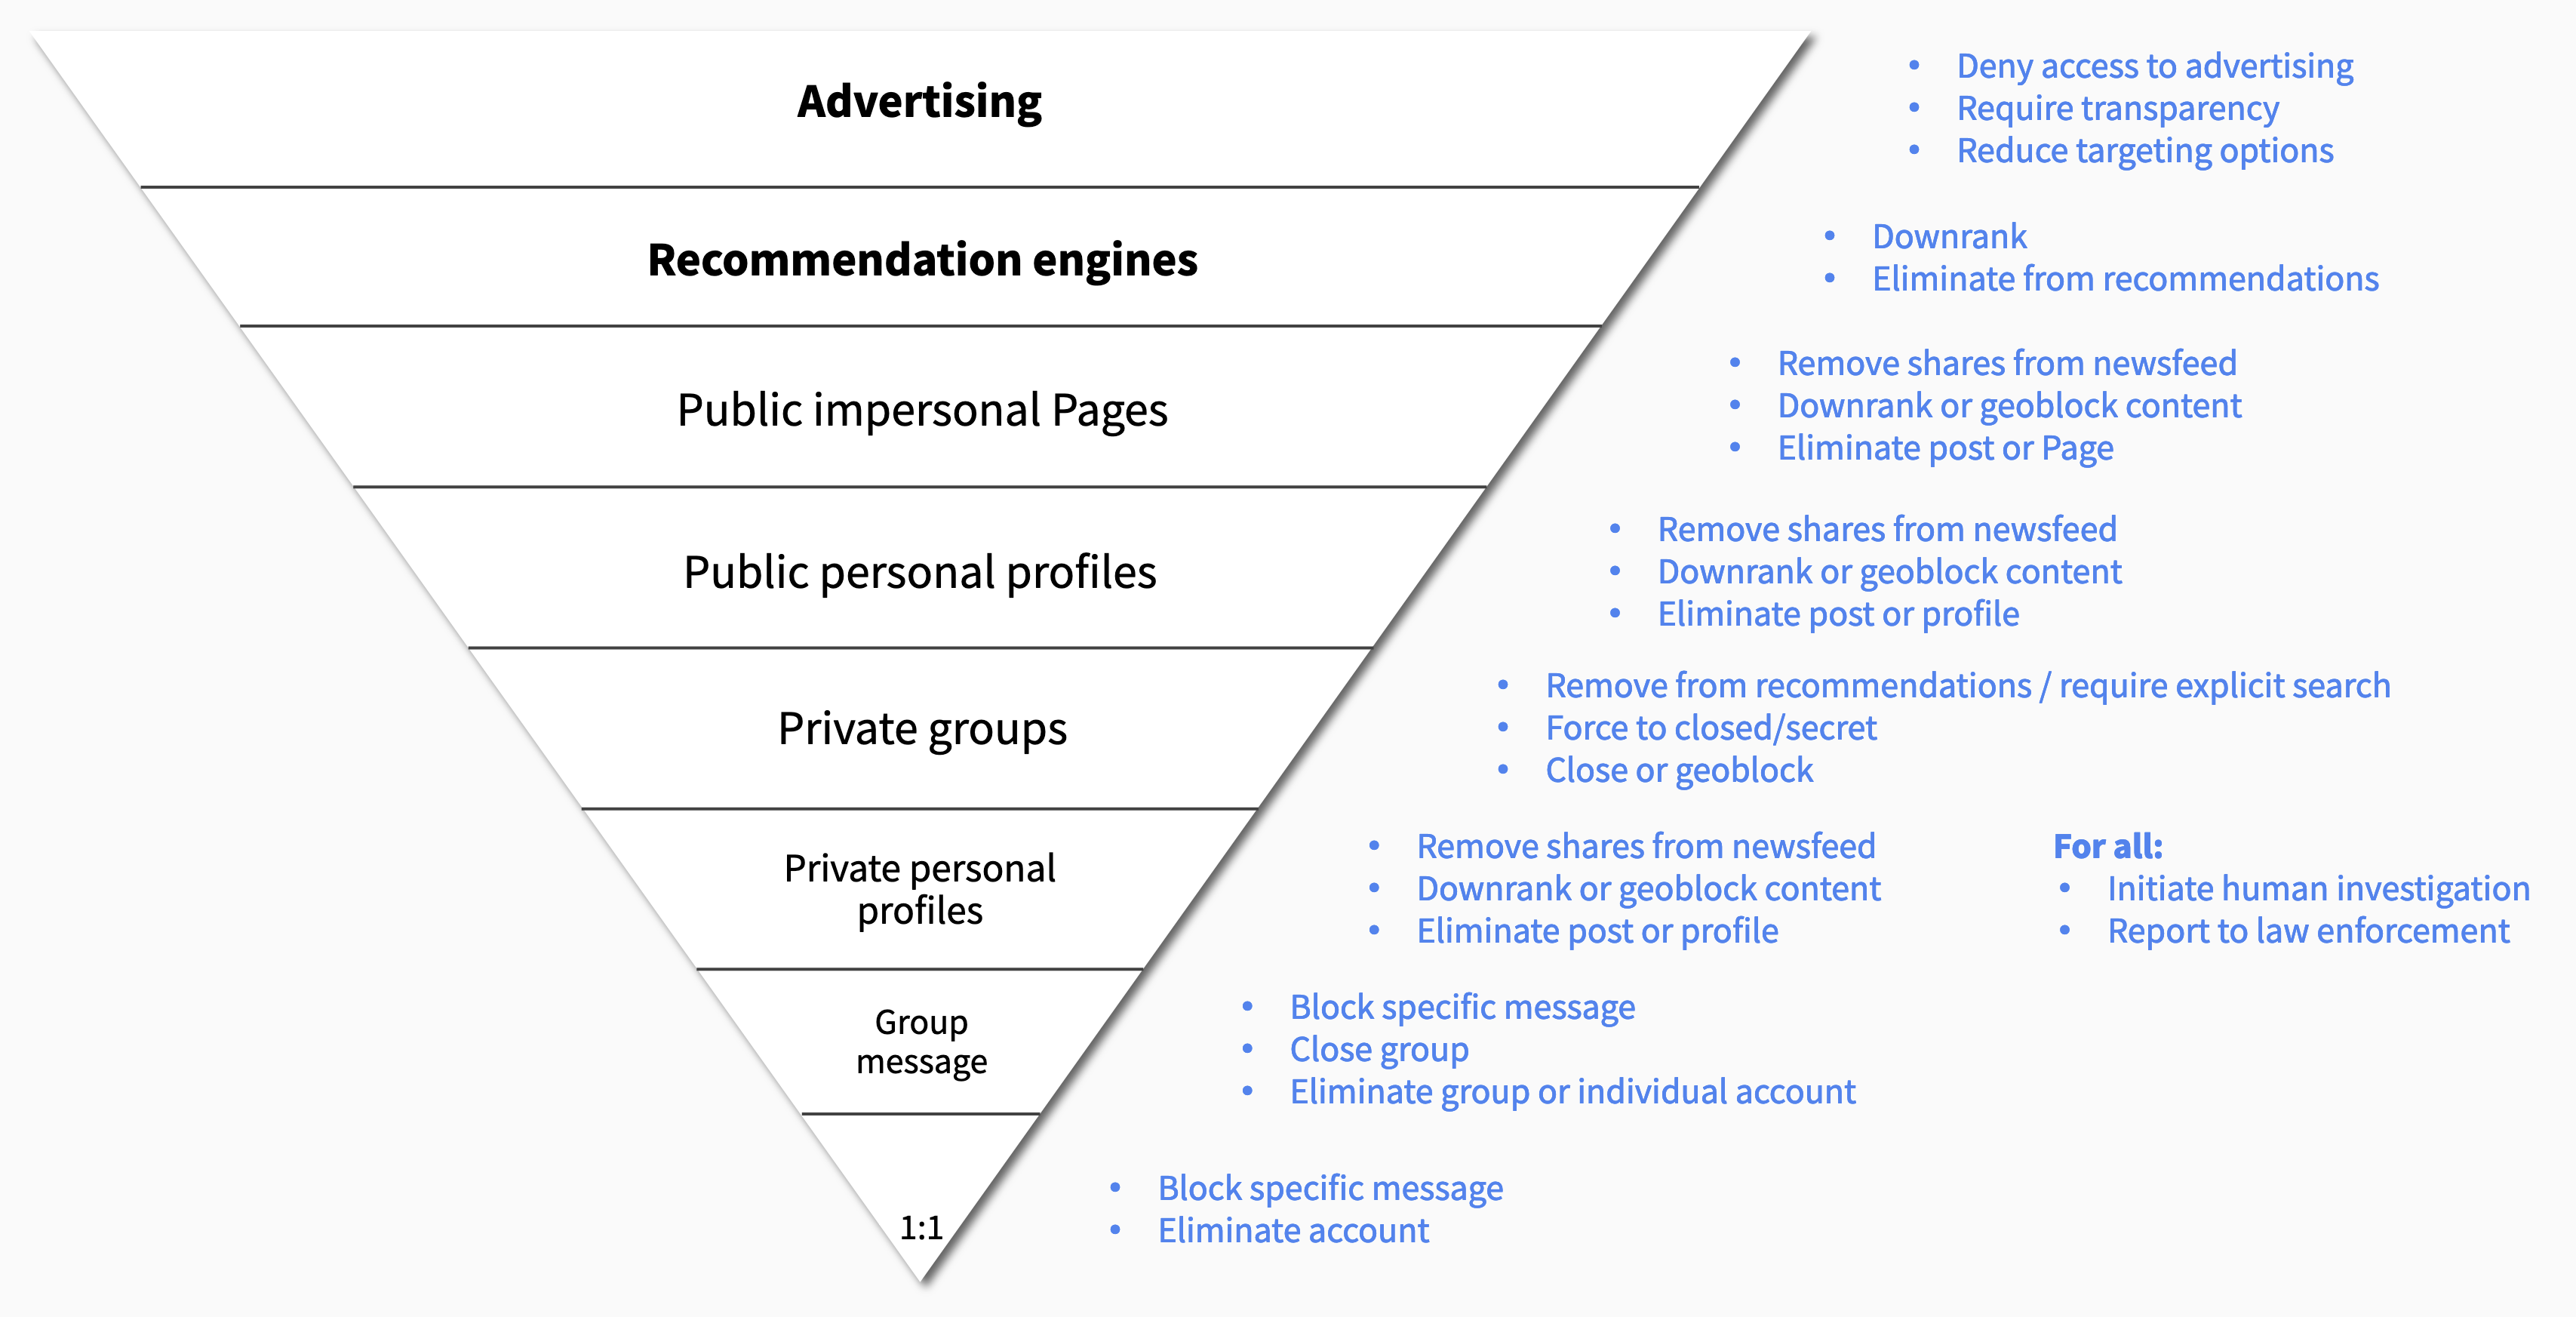 Advertising
• Deny access to advertising
• Require transparency
• Reduce targeting options
Recommendation engines
• Downrank
• Eliminate from recommendations
Public impersonal Pages
• Remove shares from newsfeed
• Downrank or geoblock content
• Eliminate post or Page
Public personal profiles
• Remove shares from newsfeed
• Downrank or geoblock content
• Eliminate post or profile
Private groups
• Remove from recommendations / require explicit search
• Force to closed/secret
• Close or geoblock
Private personal
profiles
• Remove shares from newsfeed
• Downrank or geoblock content
• Eliminate post or profile
For all:
• Initiate human investigation
• Report to law enforcement
Group
message
• Block specific message
• Close group
• Eliminate group or individual account
1:1
• Block specific message
• Eliminate account